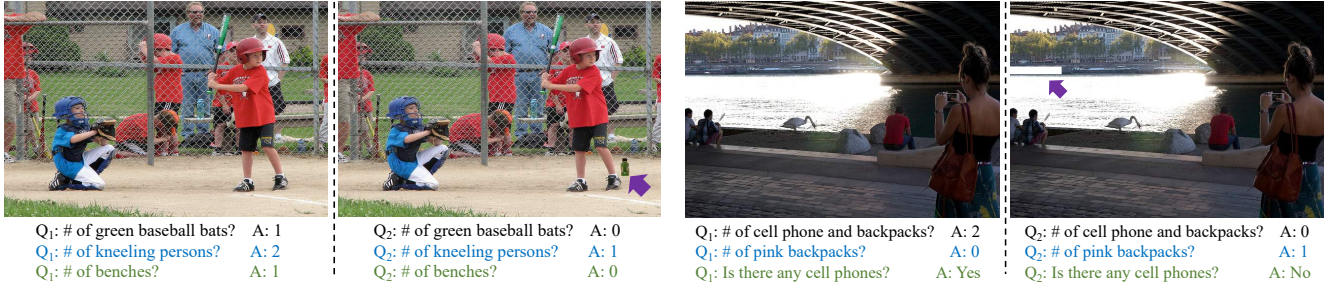 Q1: # of green baseball bats? A: 1
Q1: # of kneeling persons? A: 2
Q1: # of benches? A: 1
Q2: # of green baseball bats? A: 0
Q2: # of kneeling persons? A: 1
Q2: # of benches? A: 0
Q1: # of cell phone and backpacks? A: 2
Q1: # of pink backpacks? A: 0
Q1: Is there any cell phones? A: Yes
Q2: # of cell phone and backpacks? A: 0
Q2: # of pink backpacks? A: 1
Q2: Is there any cell phones? A: No